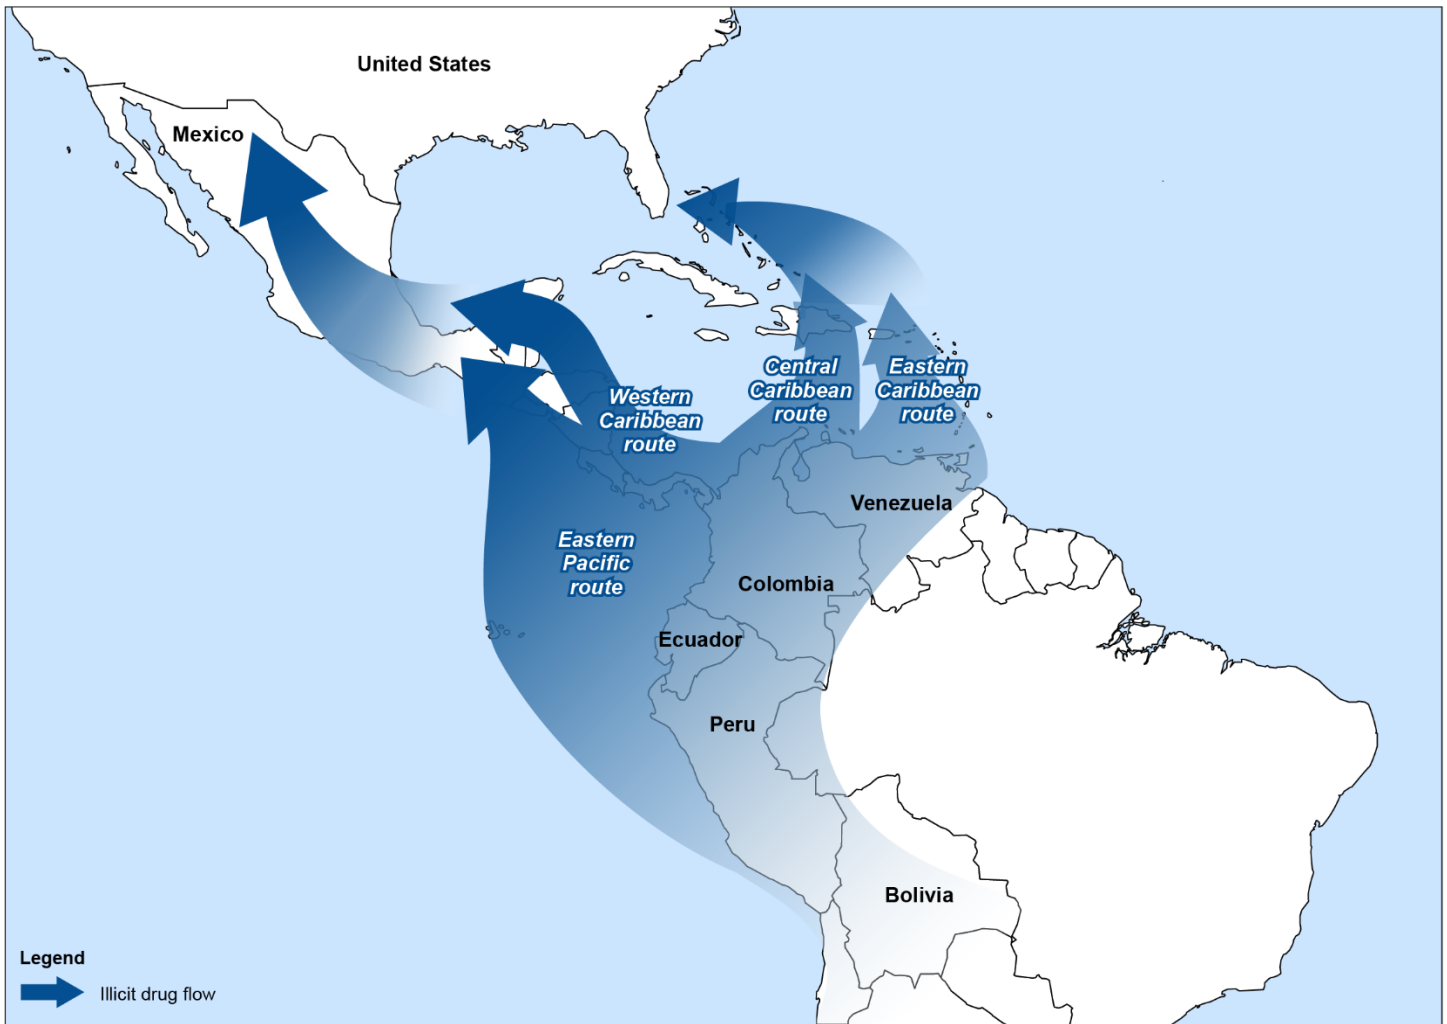 United States
Mexico
Central
Caribbean
route
Eastern
Caribbean
route
Western
Caribbean
route
Venezuela
Eastern
Pacific
route
Colombia
Ecuador
Peru
Bolivia
Legend
Illicit drug flow